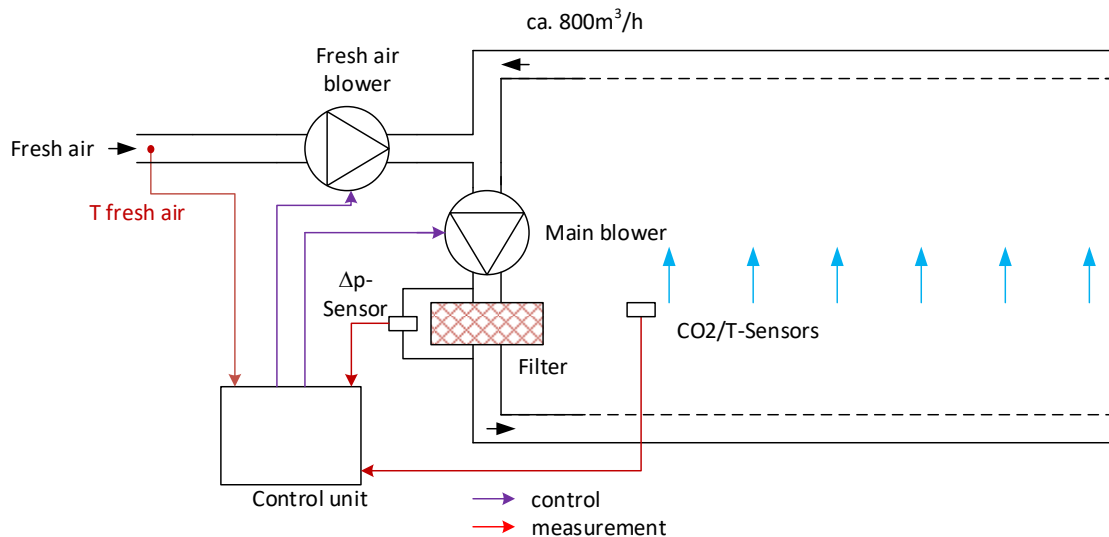 ca. 800m³/h
Fresh air
blower
Fresh air
T fresh air
Main blower
Δp-
Sensor
CO2/T-Sensors
Filter
Control unit
control
measurement